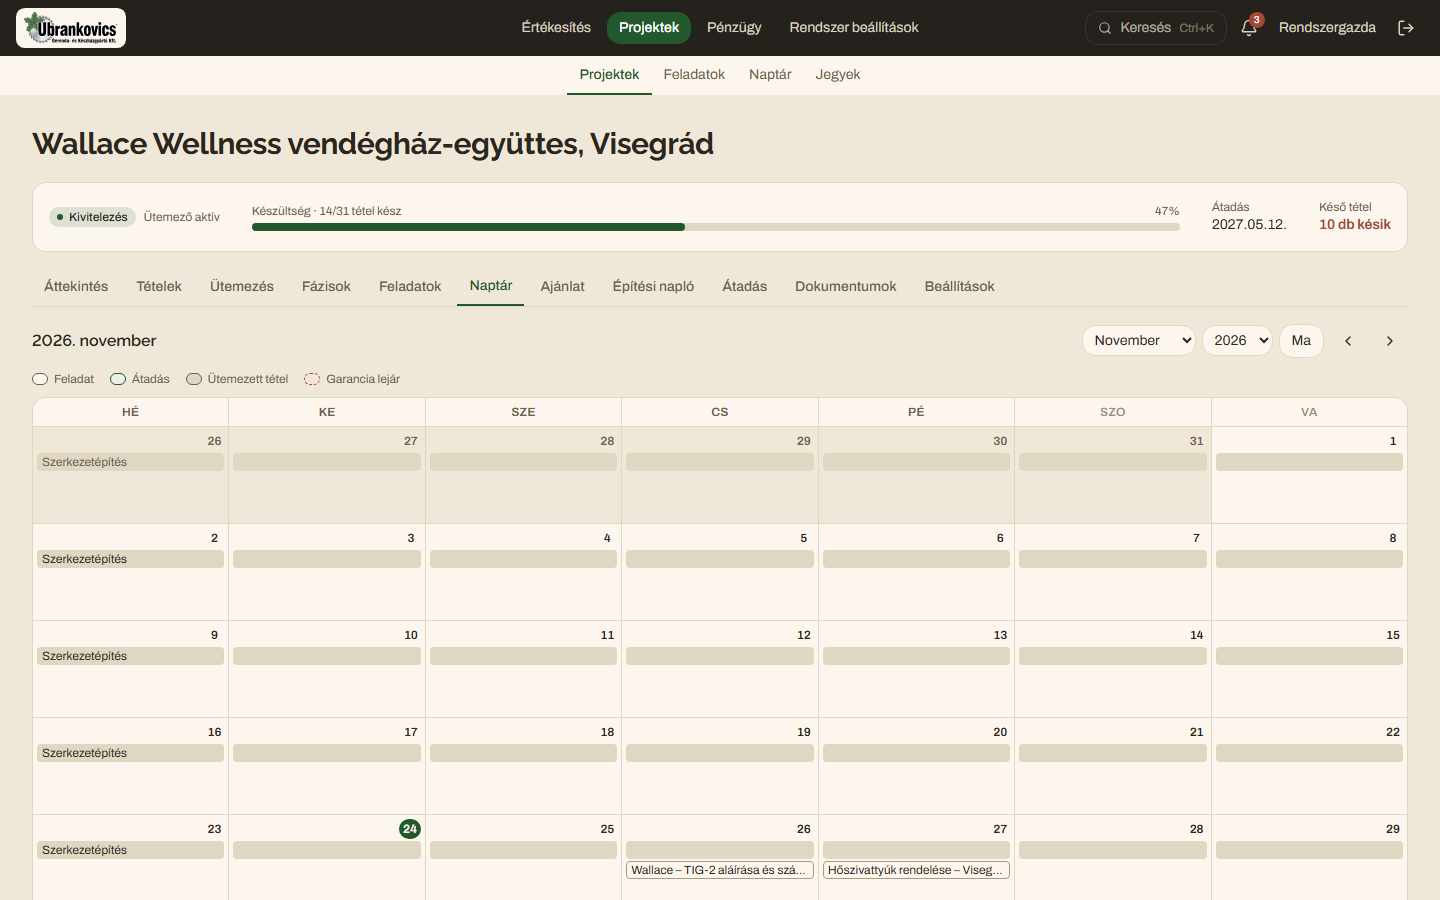 Ubrankovics
Gerenda- és Készházgyártó Kft.
Értékesítés Projektek Pénzügy Rendszer beállítások
Keresés Ctrl+K 3 Rendszergazda
Projektek Feladatok Naptár Jegyek
Wallace Wellness vendégház-együttes, Visegrád
Kivitelezés Ütemező aktív
Készültség · 14/31 tétel kész 47%
Átadás
2027.05.12.
Késő tétel
10 db késik
Áttekintés Tételek Ütemezés Fázisok Feladatok Naptár Ajánlat Építési napló Átadás Dokumentumok Beállítások
2026. november
November 2026 Ma
Feladat Átadás Ütemezett tétel Garancia lejár
HÉ KE SZE CS PÉ SZO VA
26 27 28 29 30 31 1
Szerkezetépítés
2 3 4 5 6 7 8
Szerkezetépítés
9 10 11 12 13 14 15
Szerkezetépítés
16 17 18 19 20 21 22
Szerkezetépítés
23 24 25 26 27 28 29
Szerkezetépítés
Wallace – TIG-2 aláírása és szá... Hőszivattyúk rendelése – Viseg...